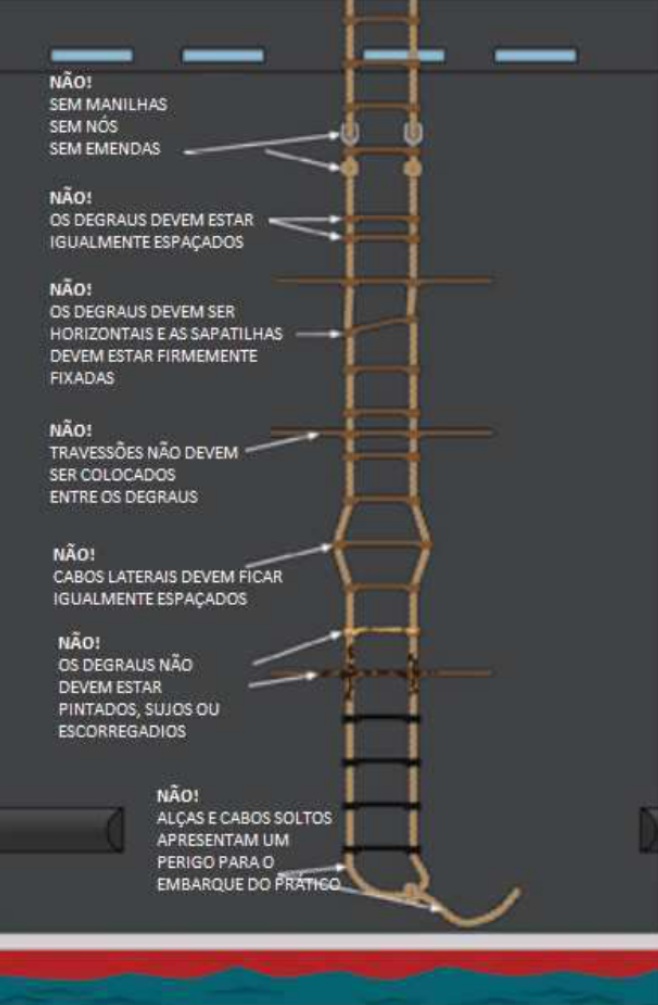 NÃO!
SEM MANILHAS
SEM NÓS
SEM EMENDAS
NÃO!
OS DEGRAUS DEVEM ESTAR
IGUALMENTE ESPAÇADOS
NÃO!
OS DEGRAUS DEVEM SER
HORIZONTAIS E AS SAPATILHAS
DEVEM ESTAR FIRMEMENTE
FIXADAS
NÃO!
TRAVESSÕES NÃO DEVEM
SER COLOCADOS
ENTRE OS DEGRAUS
NÃO!
CABOS LATERAIS DEVEM FICAR
IGUALMENTE ESPAÇADOS
NÃO!
OS DEGRAUS NÃO
DEVEM ESTAR
PINTADOS, SUJOS OU
ESCORREGADIOS
NÃO!
ALÇAS E CABOS SOLTOS
APRESENTAM UM
PERIGO PARA O
EMBARQUE DO PRÁTICO